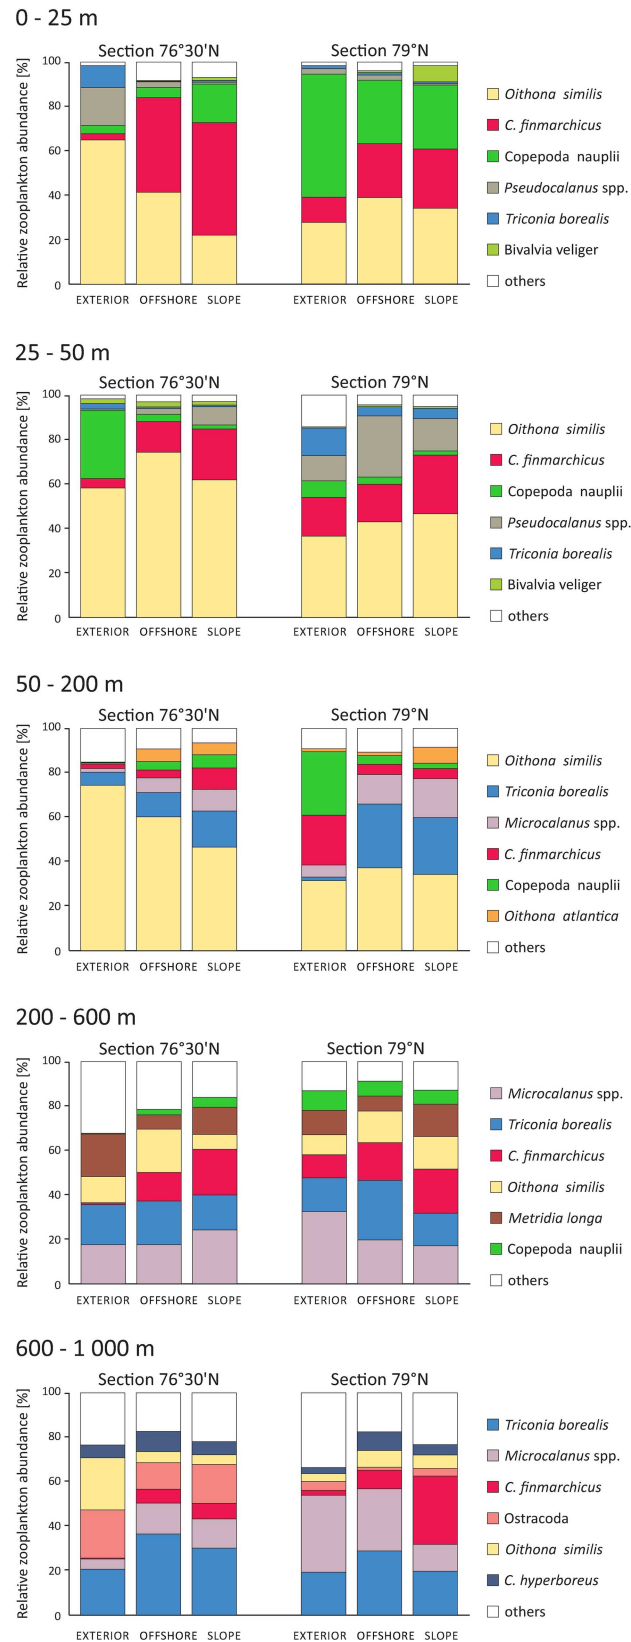 0 - 25 m
Section 76°30'N Section 79°N
Relative zooplankton abundance [%]
100
80
60
40
20
0
EXTERIOR OFFSHORE SLOPE EXTERIOR OFFSHORE SLOPE
Oithona similis
C. finmarchicus
Copepoda nauplii
Pseudocalanus spp.
Triconia borealis
Bivalvia veliger
others
25 - 50 m
Section 76°30'N Section 79°N
Relative zooplankton abundance [%]
100
80
60
40
20
0
EXTERIOR OFFSHORE SLOPE EXTERIOR OFFSHORE SLOPE
Oithona similis
C. finmarchicus
Copepoda nauplii
Pseudocalanus spp.
Triconia borealis
Bivalvia veliger
others
50 - 200 m
Section 76°30'N Section 79°N
Relative zooplankton abundance [%]
100
80
60
40
20
0
EXTERIOR OFFSHORE SLOPE EXTERIOR OFFSHORE SLOPE
Oithona similis
Triconia borealis
Microcalanus spp.
C. finmarchicus
Copepoda nauplii
Oithona atlantica
others
200 - 600 m
Section 76°30'N Section 79°N
Relative zooplankton abundance [%]
100
80
60
40
20
0
EXTERIOR OFFSHORE SLOPE EXTERIOR OFFSHORE SLOPE
Microcalanus spp.
Triconia borealis
C. finmarchicus
Oithona similis
Metridia longa
Copepoda nauplii
others
600 - 1 000 m
Section 76°30'N Section 79°N
Relative zooplankton abundance [%]
100
80
60
40
20
0
EXTERIOR OFFSHORE SLOPE EXTERIOR OFFSHORE SLOPE
Triconia borealis
Microcalanus spp.
C. finmarchicus
Ostracoda
Oithona similis
C. hyperboreus
others